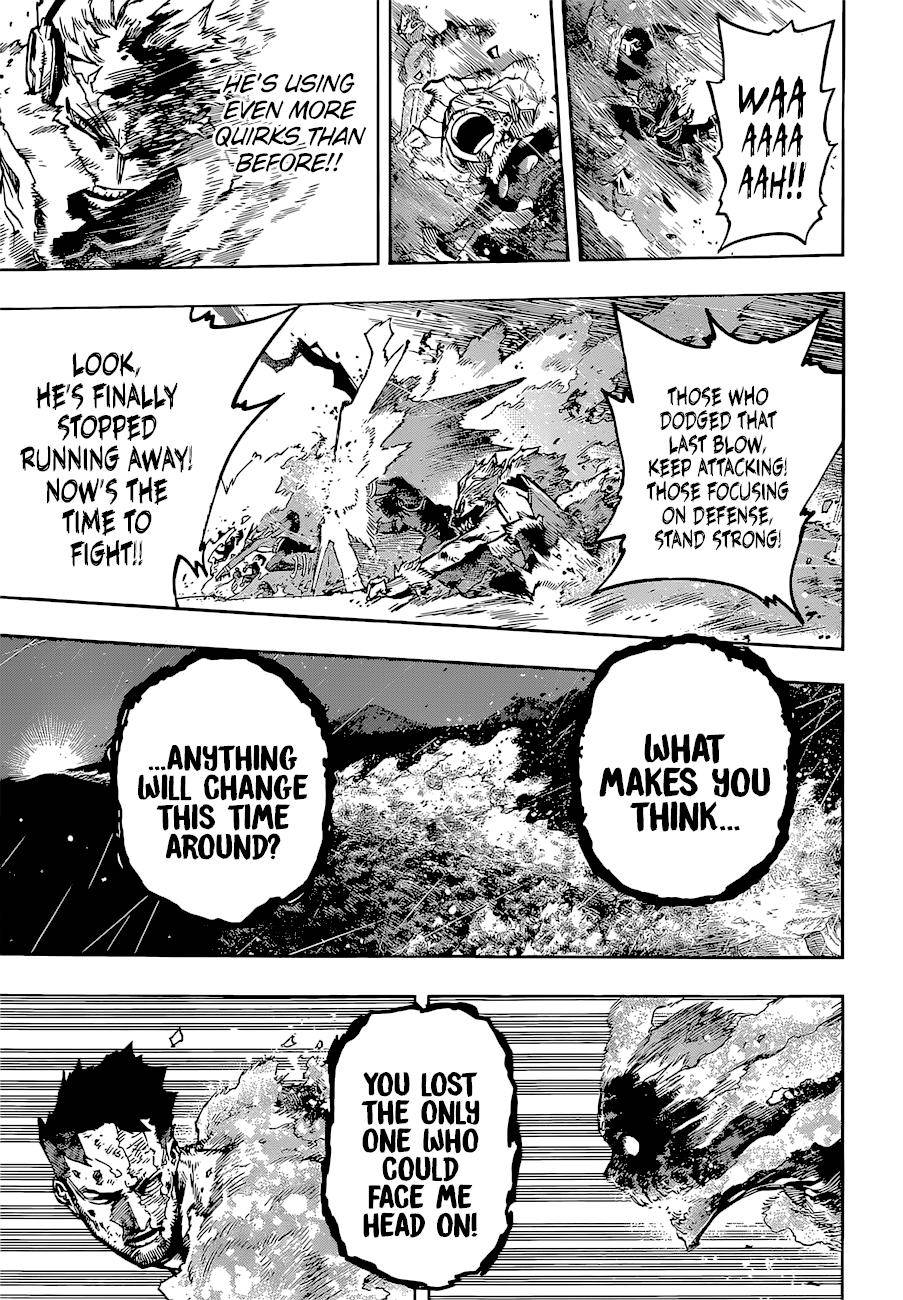 WAA
AAAA
AAH!!
HE'S USING
EVEN MORE
QUIRKS THAN
BEFORE!!
THOSE WHO
DODGED THAT
LAST BLOW,
KEEP ATTACKING!
THOSE FOCUSING
ON DEFENSE,
STAND STRONG!
LOOK,
HE'S FINALLY
STOPPED
RUNNING AWAY!
NOW'S THE
TIME TO
FIGHT!!
WHAT
MAKES YOU
THINK...
...ANYTHING
WILL CHANGE
THIS TIME
AROUND?
YOU LOST
THE ONLY
ONE WHO
COULD
FACE ME
HEAD ON!